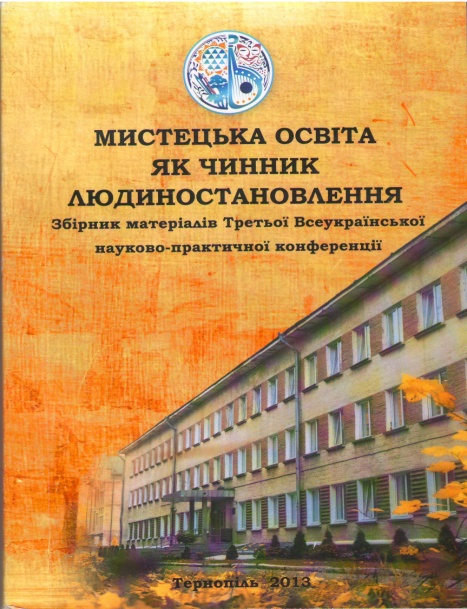 МИСТЕЦЬКА ОСВІТА
ЯК ЧИННИК
ЛЮДИНОСТАНОВЛЕННЯ
Збірник матеріалів Третьої Всеукраїнської
науково-практичної конференції
Тернопіль 2013